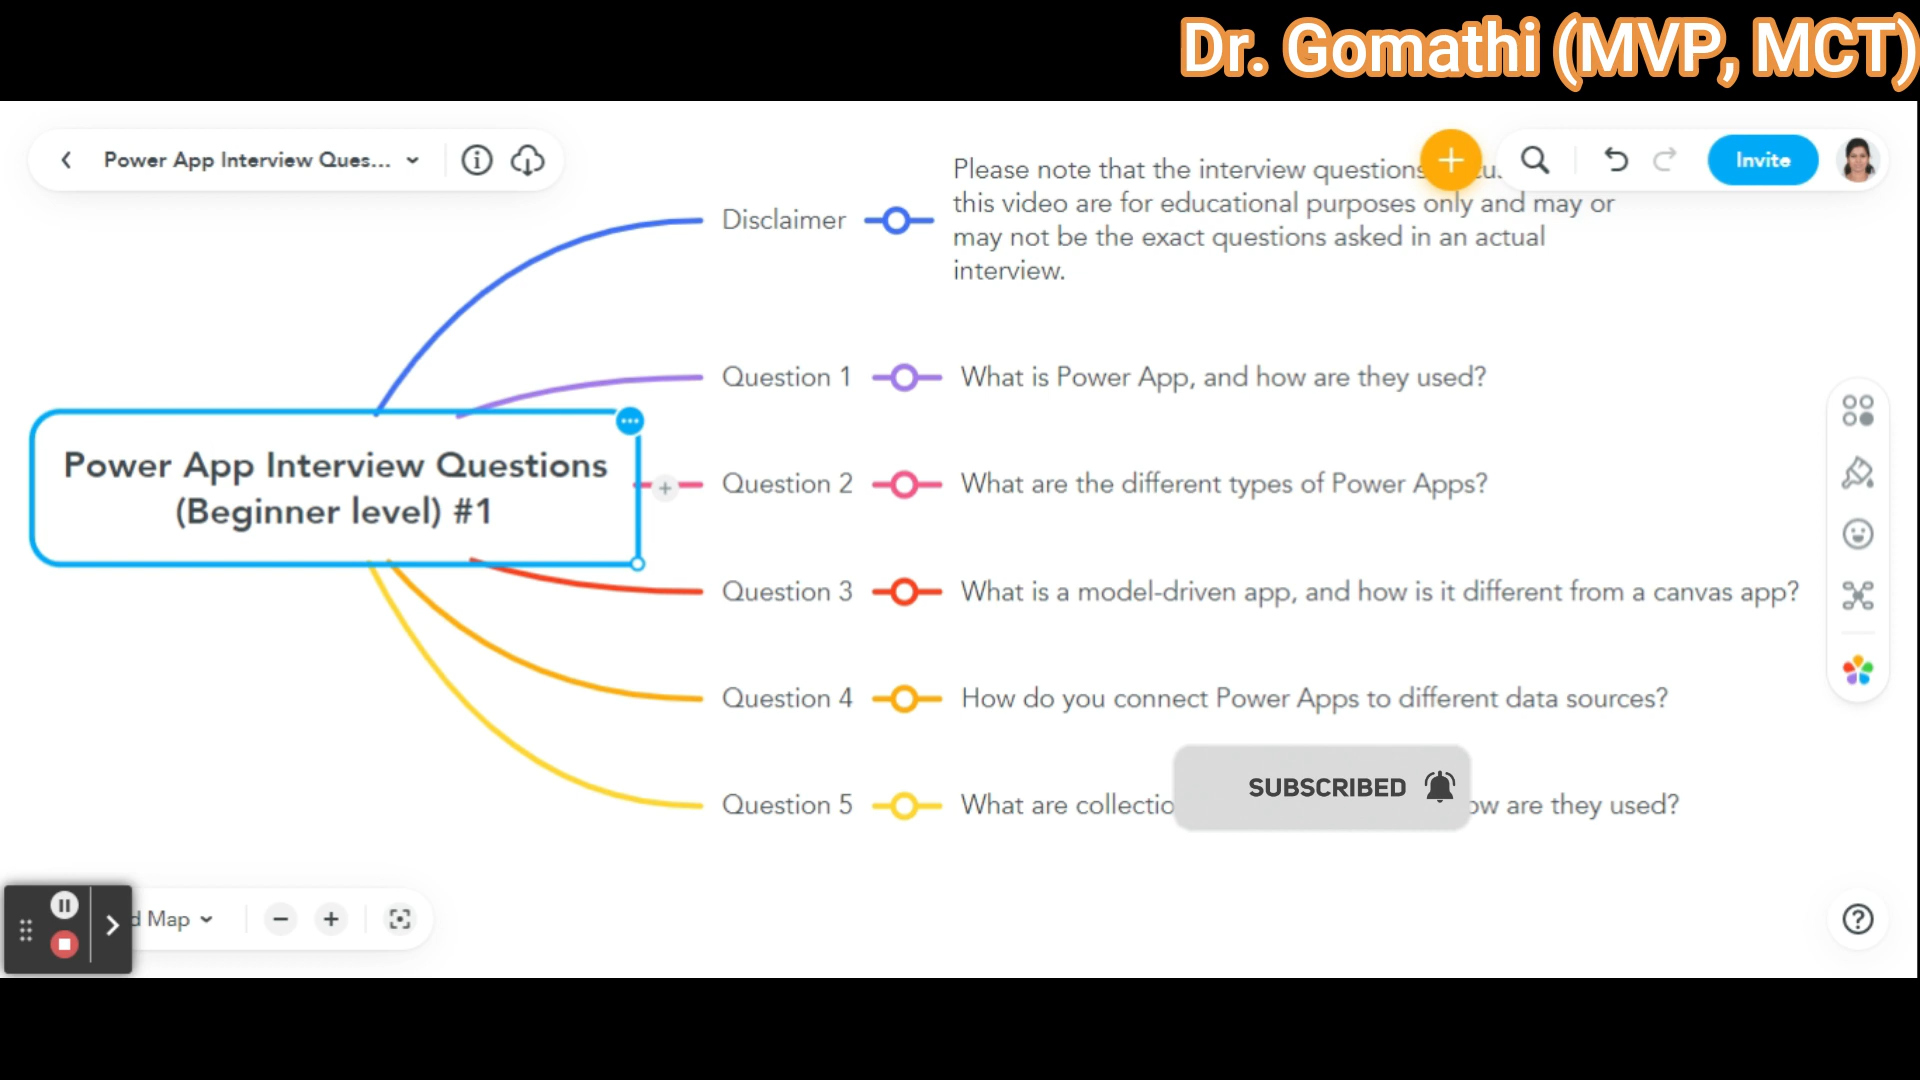 Dr. Gomathi (MVP, MCT)
Power App Interview Ques...
Invite
Disclaimer
Please note that the interview questions
this video are for educational purposes only and may or
may not be the exact questions asked in an actual
interview.
Question 1
What is Power App, and how are they used?
Power App Interview Questions
(Beginner level) #1
Question 2
What are the different types of Power Apps?
Question 3
What is a model-driven app, and how is it different from a canvas app?
Question 4
How do you connect Power Apps to different data sources?
SUBSCRIBED
Question 5
What are are they used?
Map